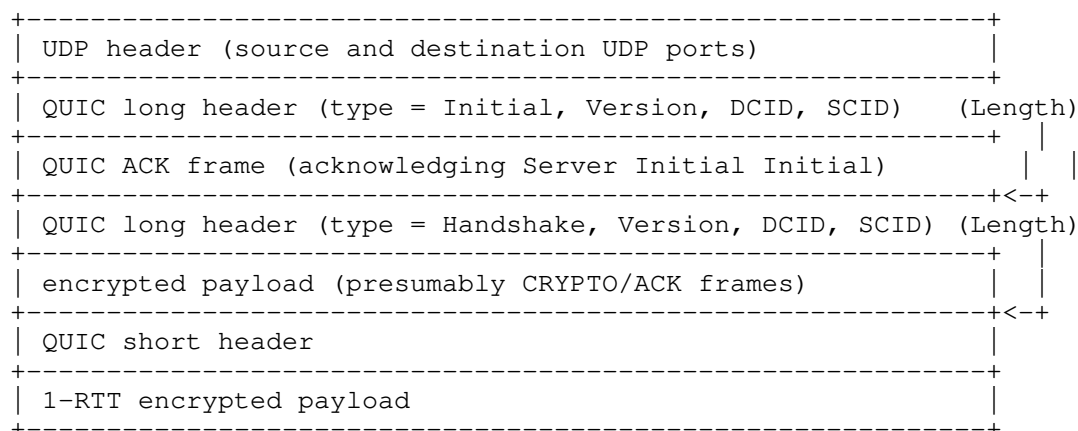 UDP header (source and destination UDP ports)
QUIC long header (type = Initial, Version, DCID, SCID) (Length)
QUIC ACK frame (acknowledging Server Initial Initial)
QUIC long header (type = Handshake, Version, DCID, SCID) (Length)
encrypted payload (presumably CRYPTO/ACK frames)
QUIC short header
1-RTT encrypted payload